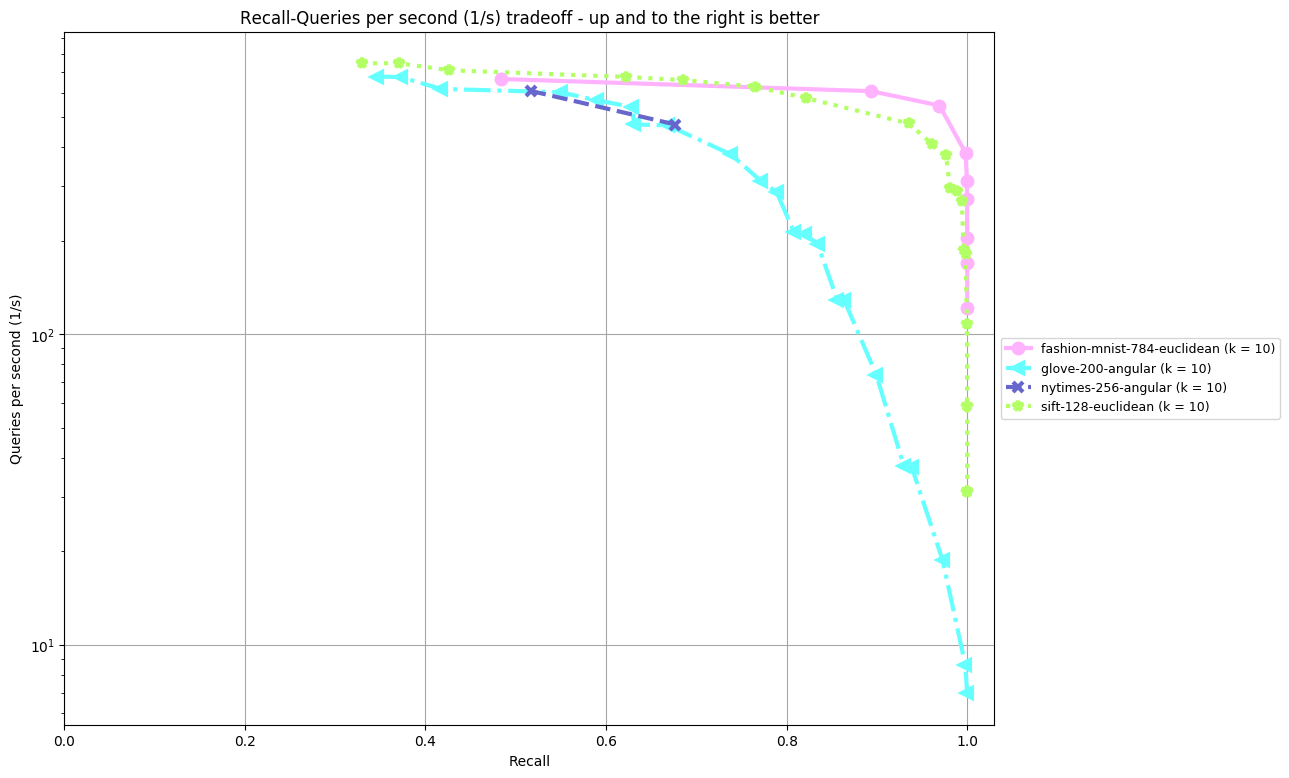 Recall-Queries per second (1/s) tradeoff - up and to the right is better
Queries per second (1/s)
10²
10¹
0.0 0.2 0.4 0.6 0.8 1.0
Recall
fashion-mnist-784-euclidean (k = 10)
glove-200-angular (k = 10)
nytimes-256-angular (k = 10)
sift-128-euclidean (k = 10)